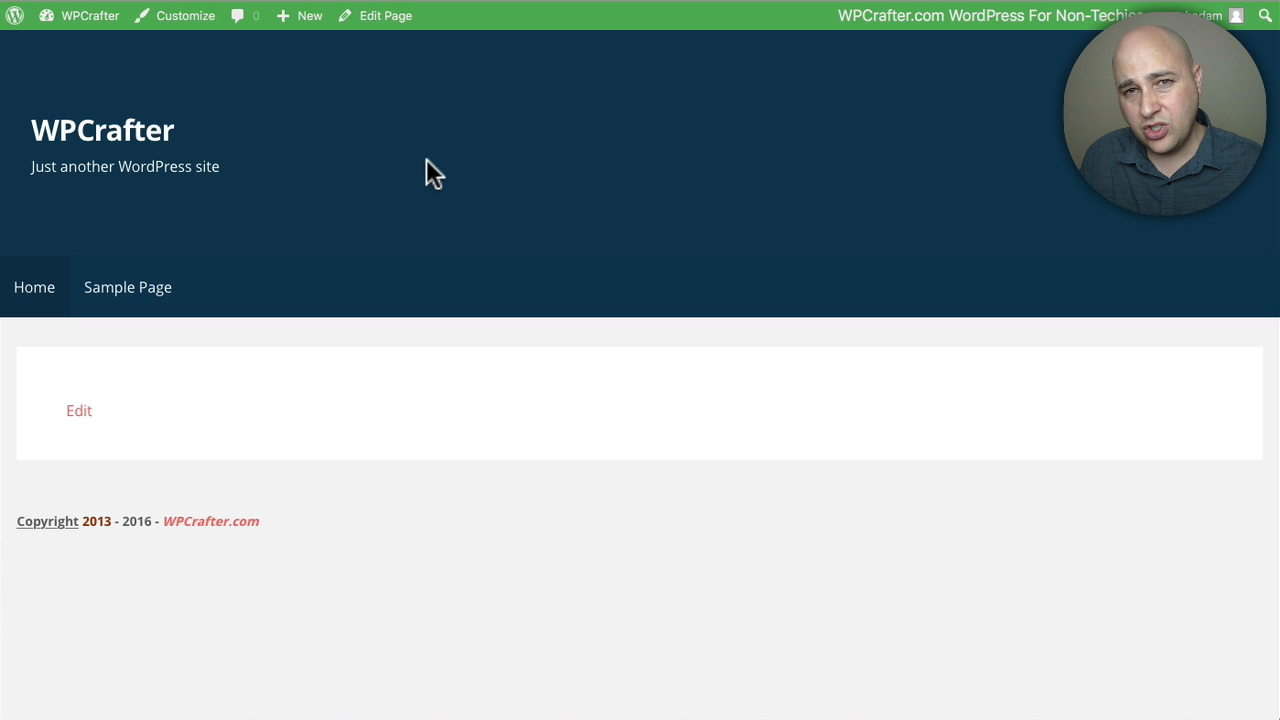 WPCrafter Customize 0 New Edit Page WPCrafter.com WordPress For Non-Techies
WPCrafter
Just another WordPress site
Home Sample Page
Edit
Copyright 2013 - 2016 - WPCrafter.com